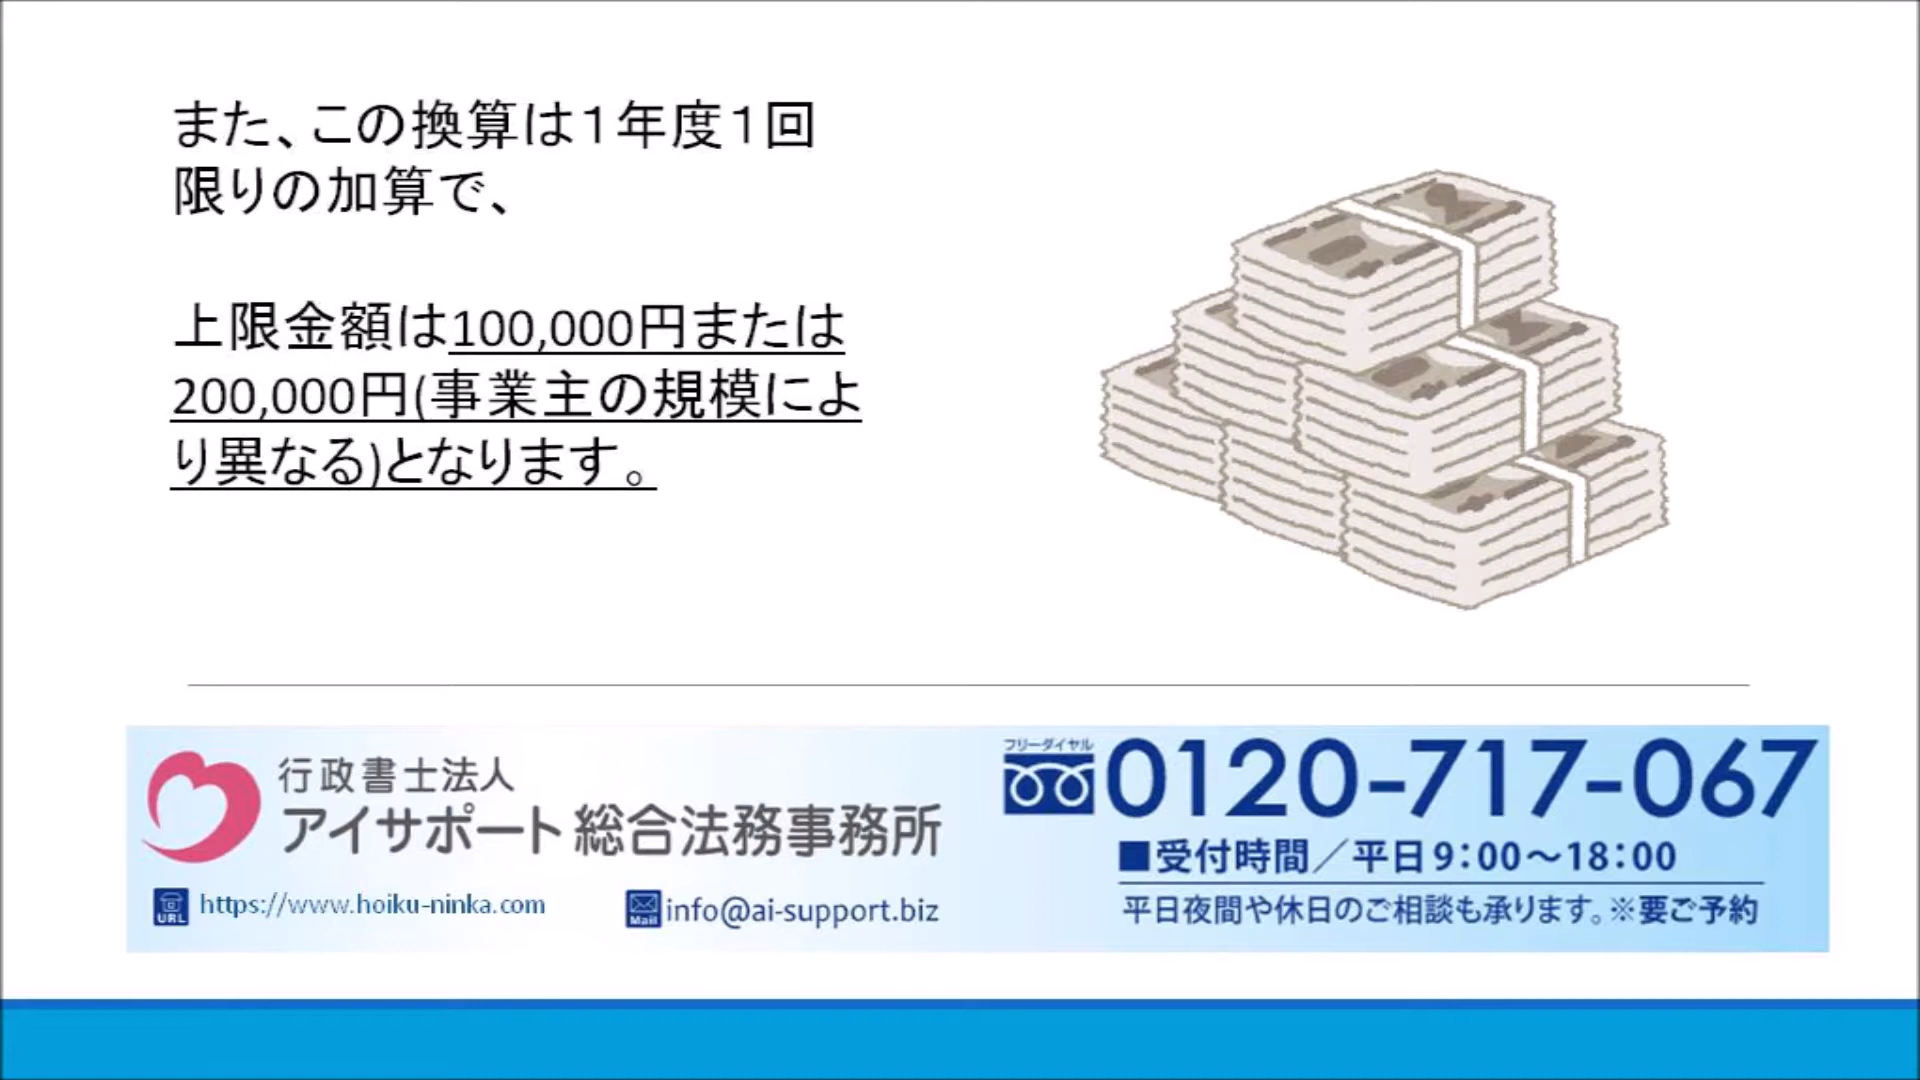 また、この換算は１年度１回
限りの加算で、
上限金額は100,000円または
200,000円(事業主の規模によ
り異なる)となります。
行政書士法人
アイサポート総合法務事務所
URL https://www.hoiku-ninka.com
Mail info@ai-support.biz
フリーダイヤル
0120-717-067
■受付時間／平日9：00～18：00
平日夜間や休日のご相談も承ります。※要ご予約